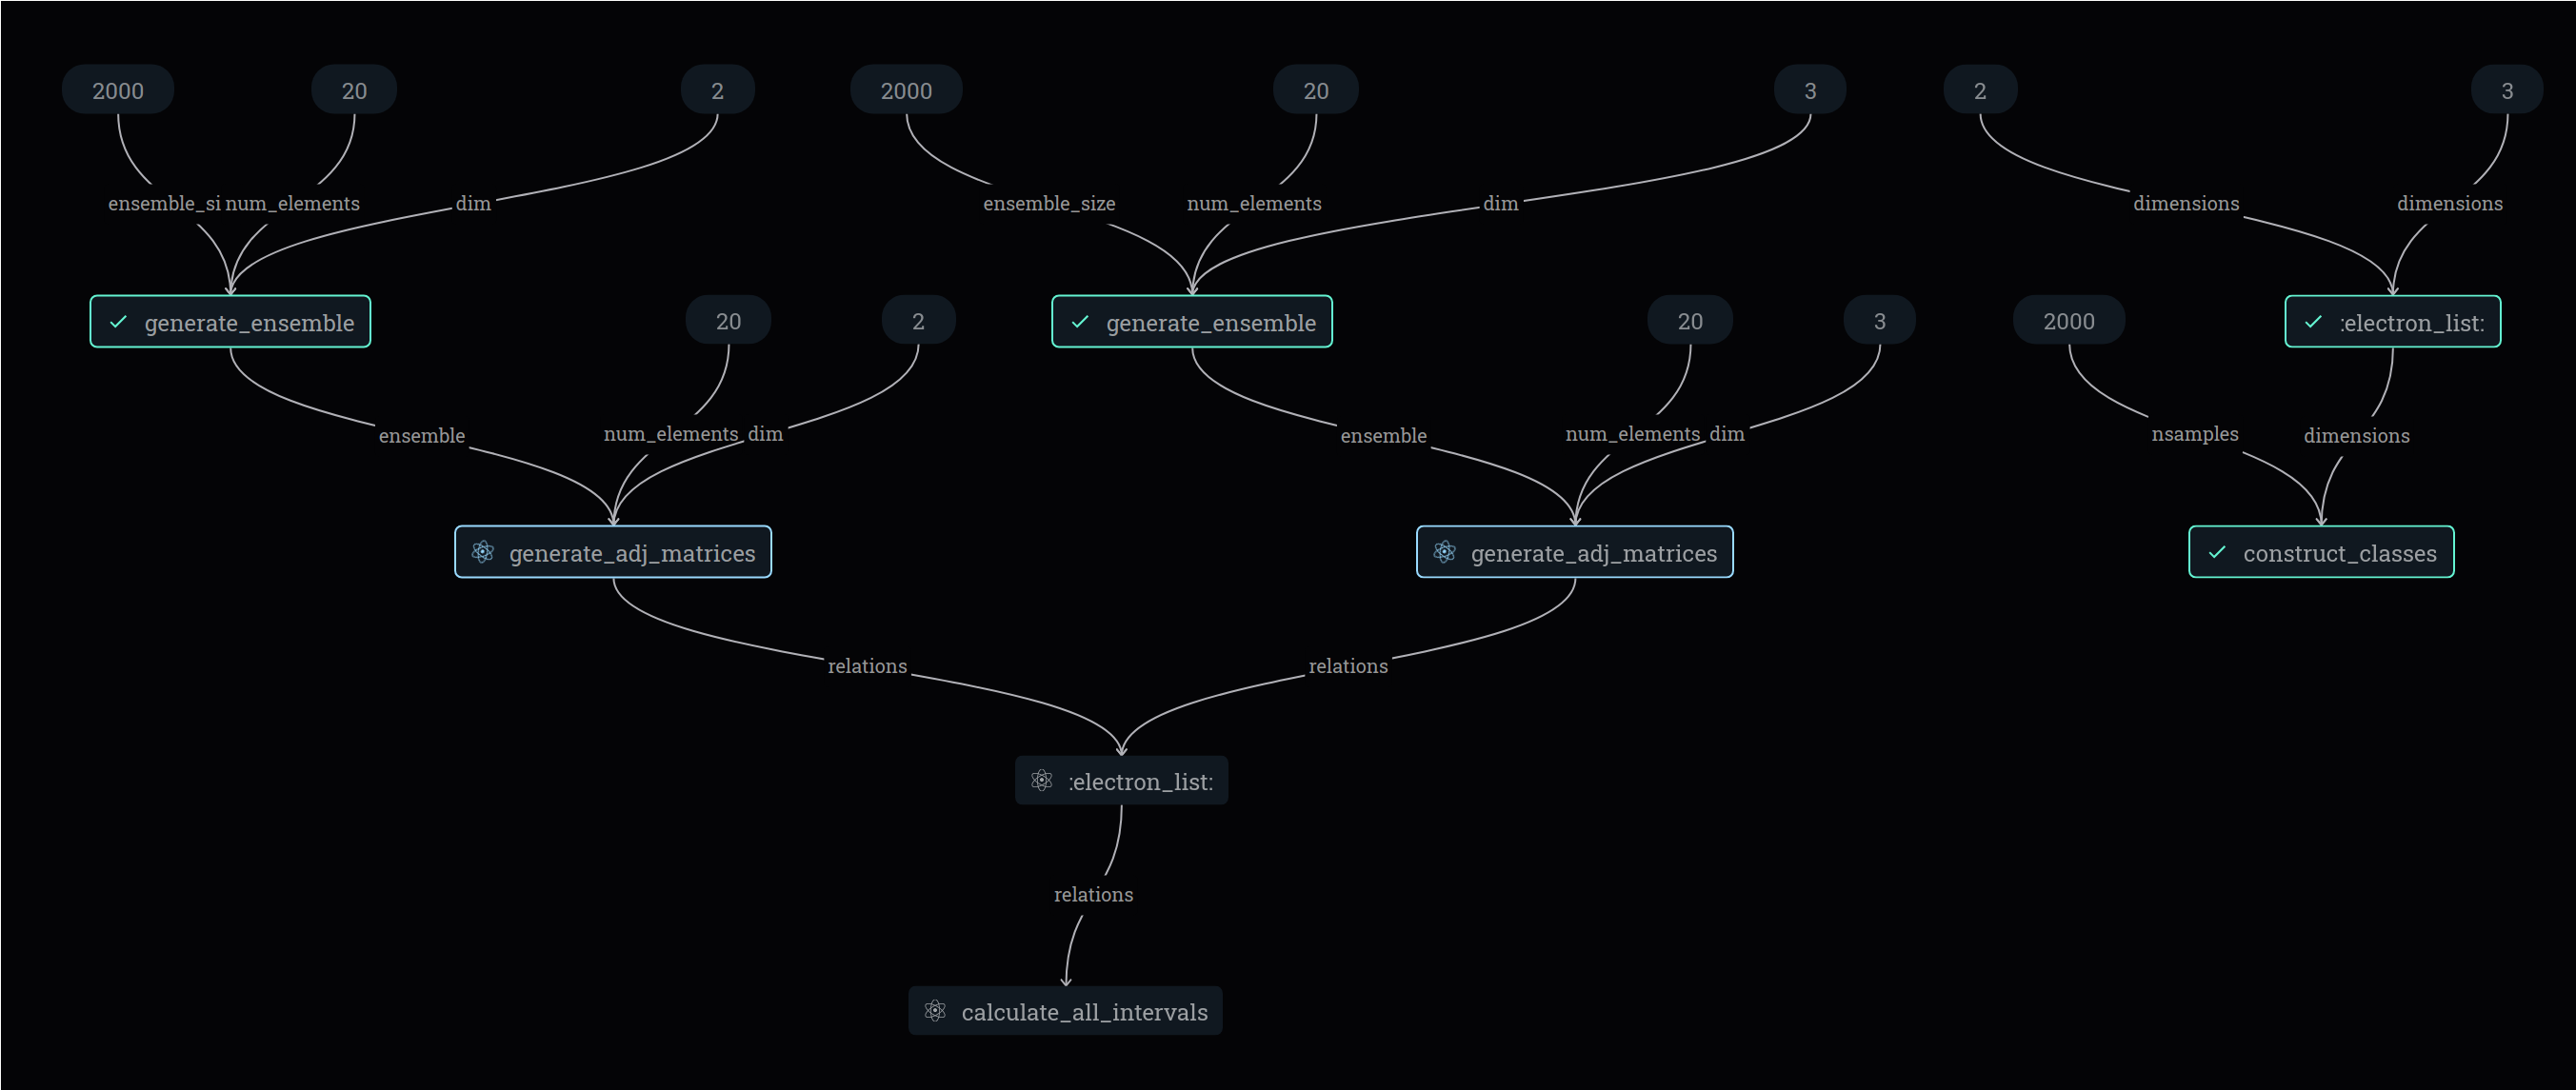 2000
20
2
2000
20
3
2
3
ensemble_si
num_elements
dim
ensemble_size
num_elements
dim
dimensions
dimensions
generate_ensemble
20
2
generate_ensemble
20
3
2000
:electron_list:
ensemble
num_elements
dim
ensemble
num_elements
dim
nsamples
dimensions
generate_adj_matrices
generate_adj_matrices
construct_classes
relations
relations
:electron_list:
relations
calculate_all_intervals